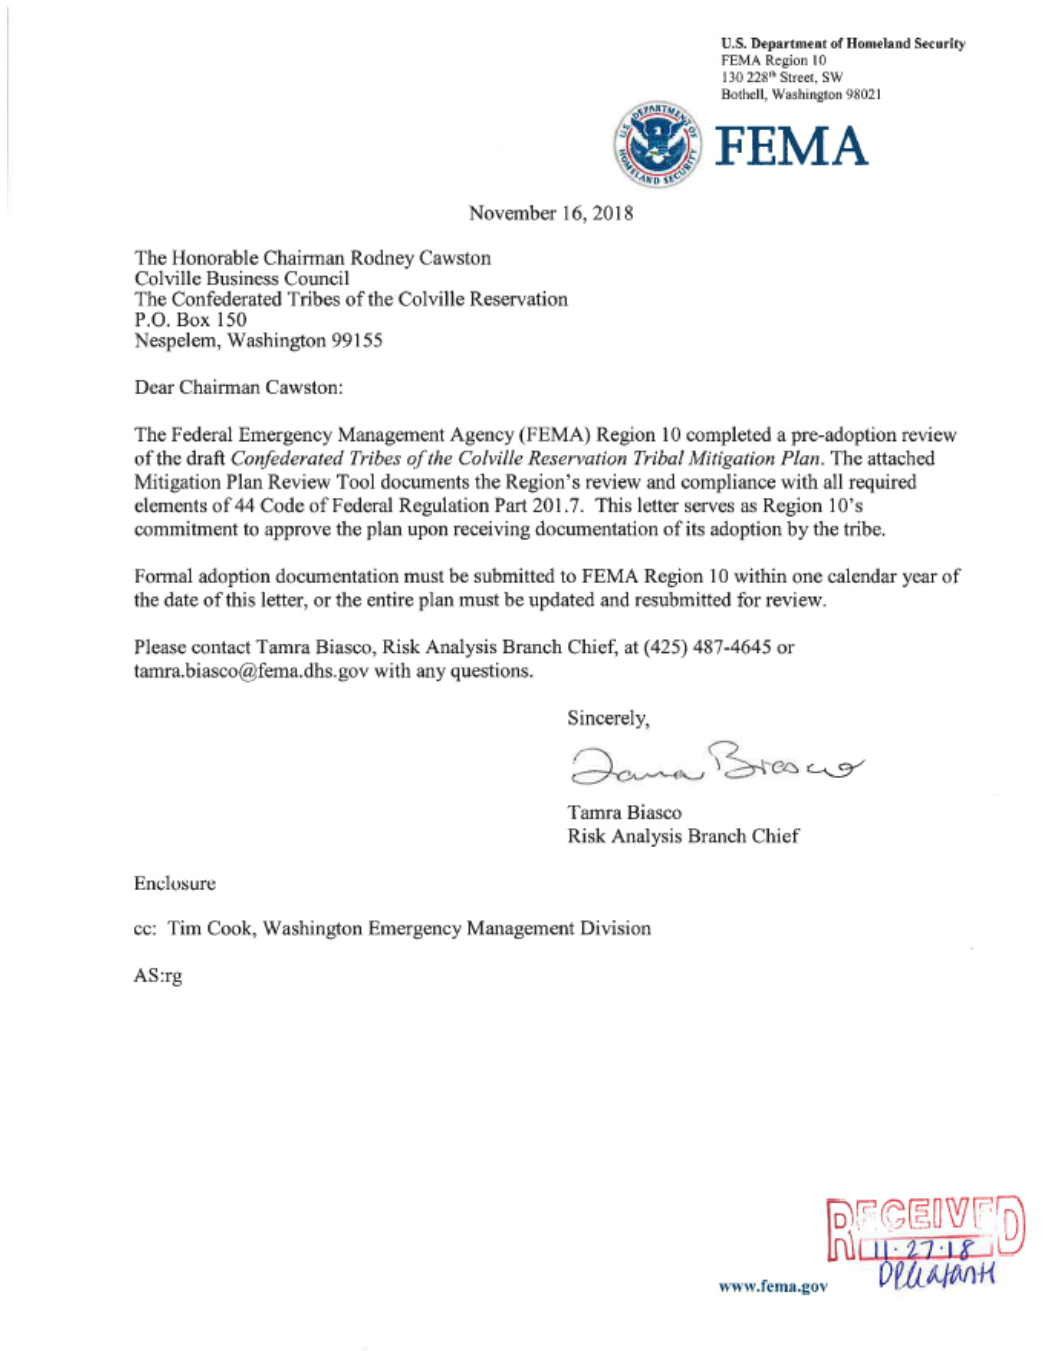 U.S. Department of Homeland Security
FEMA Region 10
130 228th Street, SW
Bothell, Washington 98021
U.S. DEPARTMENT OF HOMELAND SECURITY
FEMA
November 16, 2018
The Honorable Chairman Rodney Cawston
Colville Business Council
The Confederated Tribes of the Colville Reservation
P.O. Box 150
Nespelem, Washington 99155
Dear Chairman Cawston:
The Federal Emergency Management Agency (FEMA) Region 10 completed a pre-adoption review
of the draft Confederated Tribes of the Colville Reservation Tribal Mitigation Plan. The attached
Mitigation Plan Review Tool documents the Region's review and compliance with all required
elements of 44 Code of Federal Regulation Part 201.7.  This letter serves as Region 10's
commitment to approve the plan upon receiving documentation of its adoption by the tribe.
Formal adoption documentation must be submitted to FEMA Region 10 within one calendar year of
the date of this letter, or the entire plan must be updated and resubmitted for review.
Please contact Tamra Biasco, Risk Analysis Branch Chief, at (425) 487-4645 or
tamra.biasco@fema.dhs.gov with any questions.
Sincerely,
Tamra Biasco
Risk Analysis Branch Chief
Enclosure
cc:  Tim Cook, Washington Emergency Management Division
AS:rg
RECEIVED
11·27·18
www.fema.gov